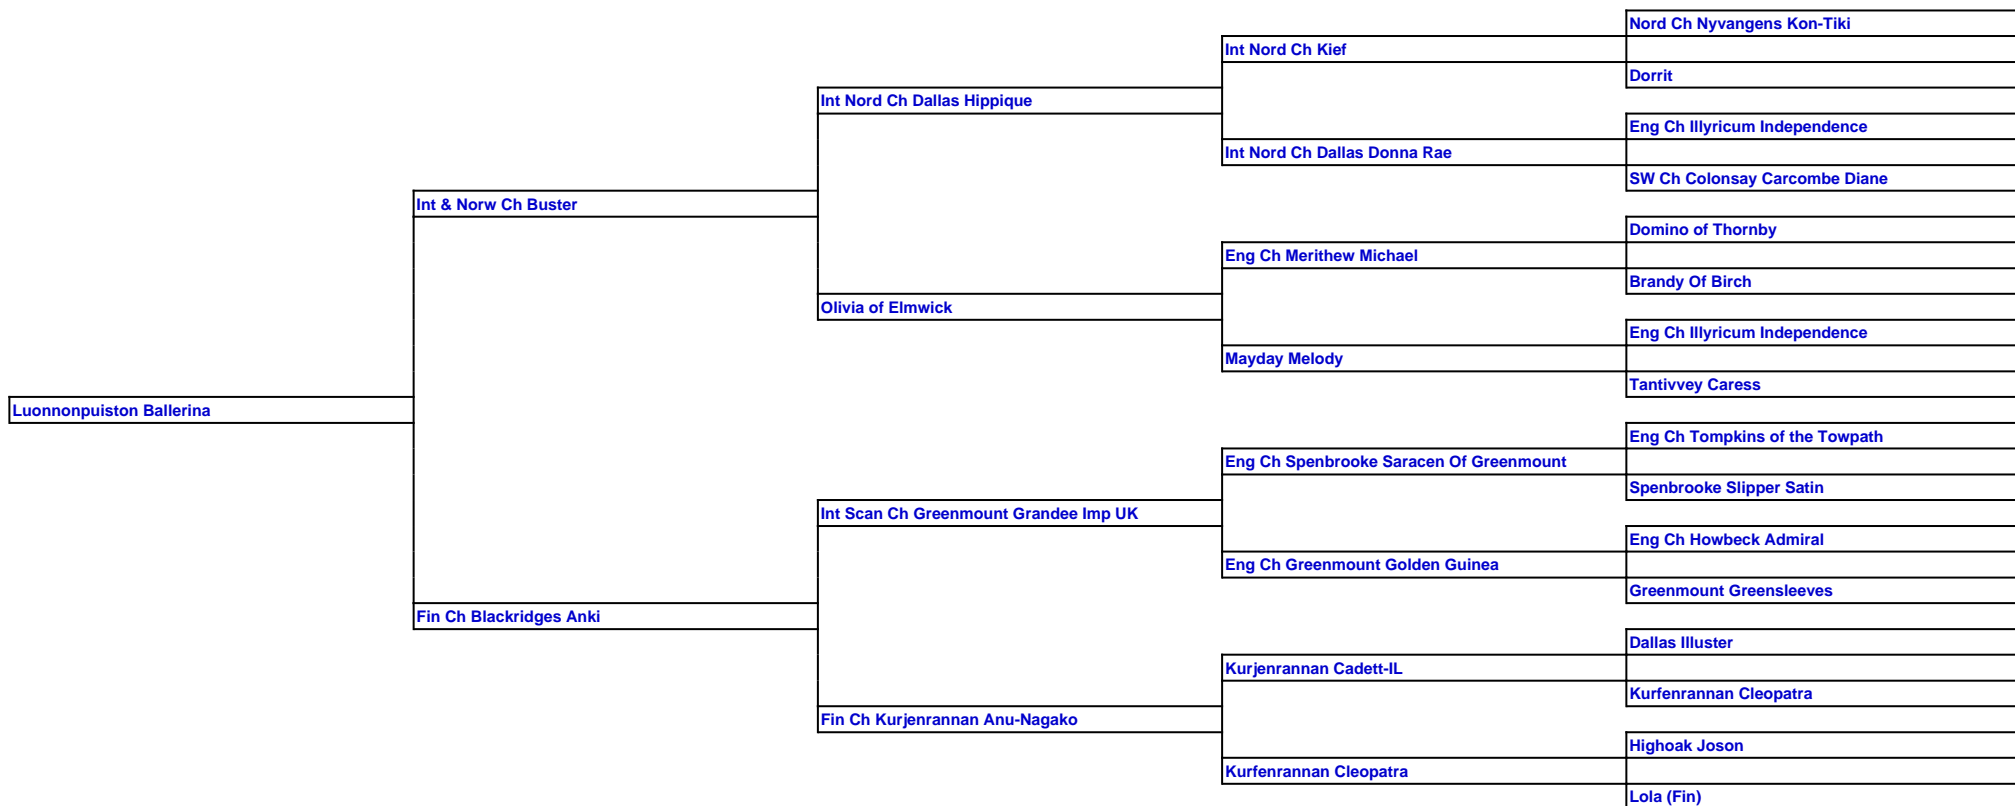 Nord Ch Nyvangens Kon-Tiki
Int Nord Ch Kief
Dorrit
Int Nord Ch Dallas Hippique
Eng Ch Illyricum Independence
Int Nord Ch Dallas Donna Rae
SW Ch Colonsay Carcombe Diane
Int & Norw Ch Buster
Domino of Thornby
Eng Ch Merithew Michael
Brandy Of Birch
Olivia of Elmwick
Eng Ch Illyricum Independence
Mayday Melody
Tantivvey Caress
Luonnonpuiston Ballerina
Eng Ch Tompkins of the Towpath
Eng Ch Spenbrooke Saracen Of Greenmount
Spenbrooke Slipper Satin
Int Scan Ch Greenmount Grandee Imp UK
Eng Ch Howbeck Admiral
Eng Ch Greenmount Golden Guinea
Greenmount Greensleeves
Fin Ch Blackridges Anki
Dallas Illuster
Kurjenrannan Cadett-IL
Kurfenrannan Cleopatra
Fin Ch Kurjenrannan Anu-Nagako
Highoak Joson
Kurfenrannan Cleopatra
Lola (Fin)